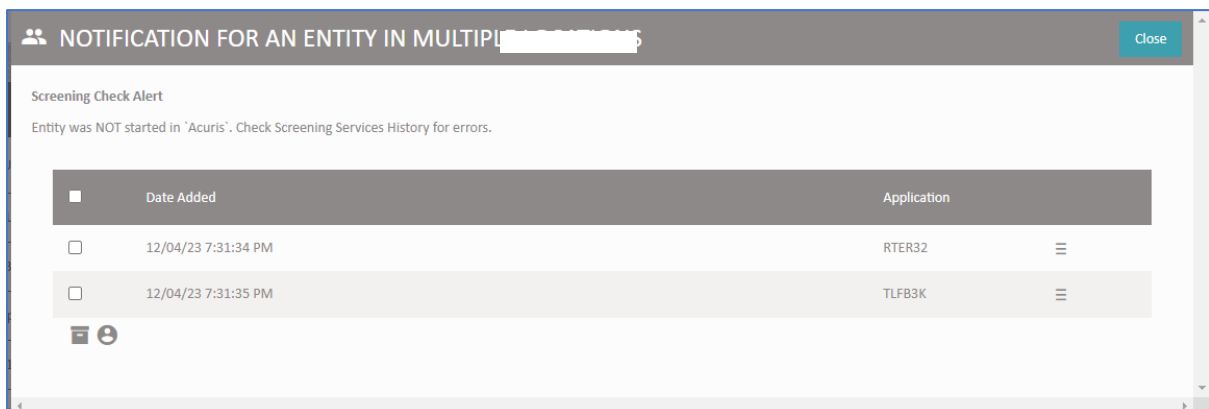 NOTIFICATION FOR AN ENTITY IN
Close
Screening Check Alert
Entity was NOT started in `Acuris`. Check Screening Services History for errors.
Date Added Application
12/04/23 7:31:34 PM RTER32
12/04/23 7:31:35 PM TLFB3K